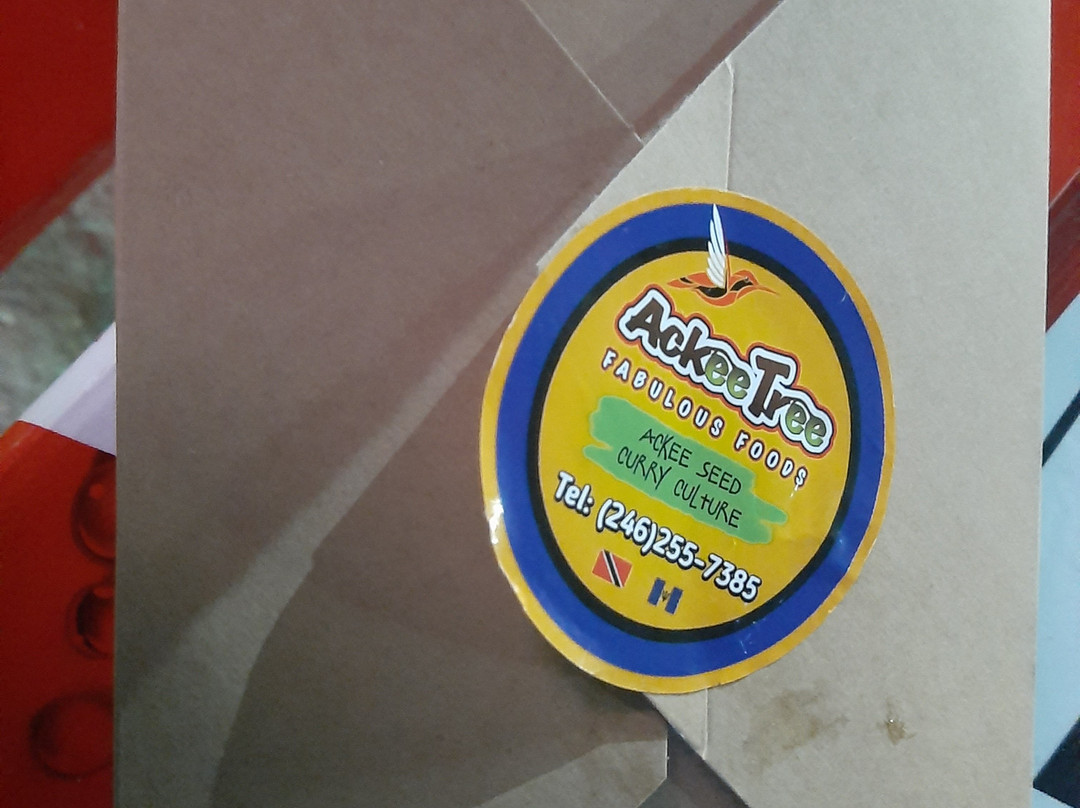 AckeeTree
FABULOUS FOODS
ACKEE SEED
CURRY CULTURE
Tel: (246)255-7385